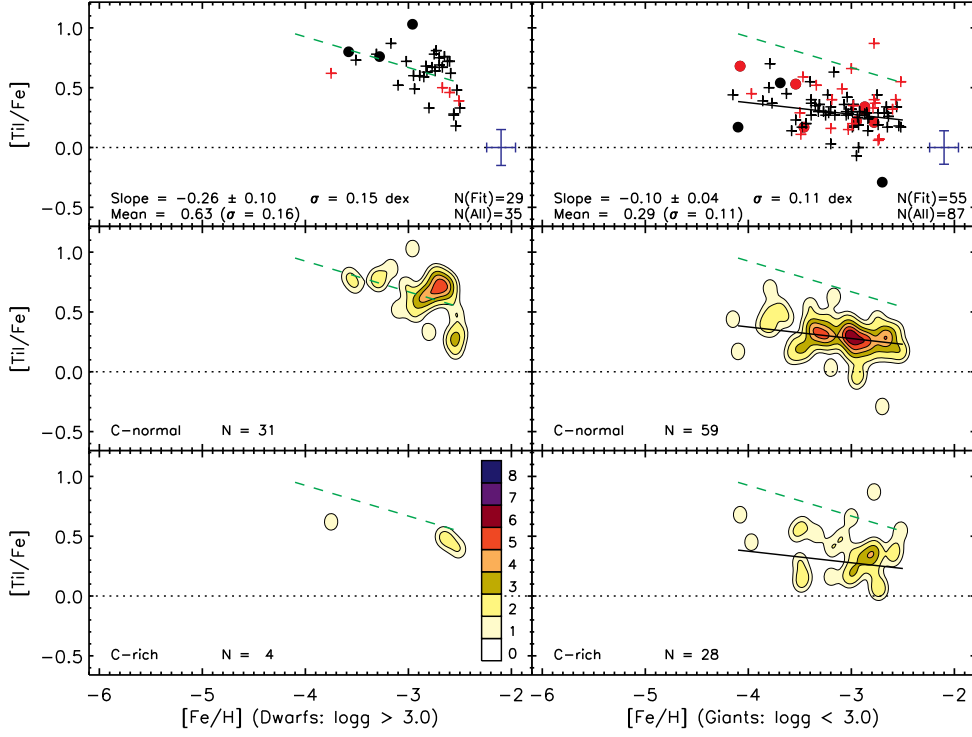 1.0
0.5
0.0
−0.5
[TiI/Fe]
Slope = −0.26 ± 0.10 σ = 0.15 dex N(Fit)=29
Mean = 0.63 (σ = 0.16) N(All)=35
Slope = −0.10 ± 0.04 σ = 0.11 dex N(Fit)=55
Mean = 0.29 (σ = 0.11) N(All)=87
1.0
0.5
0.0
−0.5
[TiI/Fe]
C−normal N = 31
C−normal N = 59
1.0
0.5
0.0
−0.5
[TiI/Fe]
8
7
6
5
4
3
2
1
0
C−rich N = 4
C−rich N = 28
−6 −5 −4 −3 −2
−6 −5 −4 −3 −2
[Fe/H] (Dwarfs: logg > 3.0)
[Fe/H] (Giants: logg < 3.0)